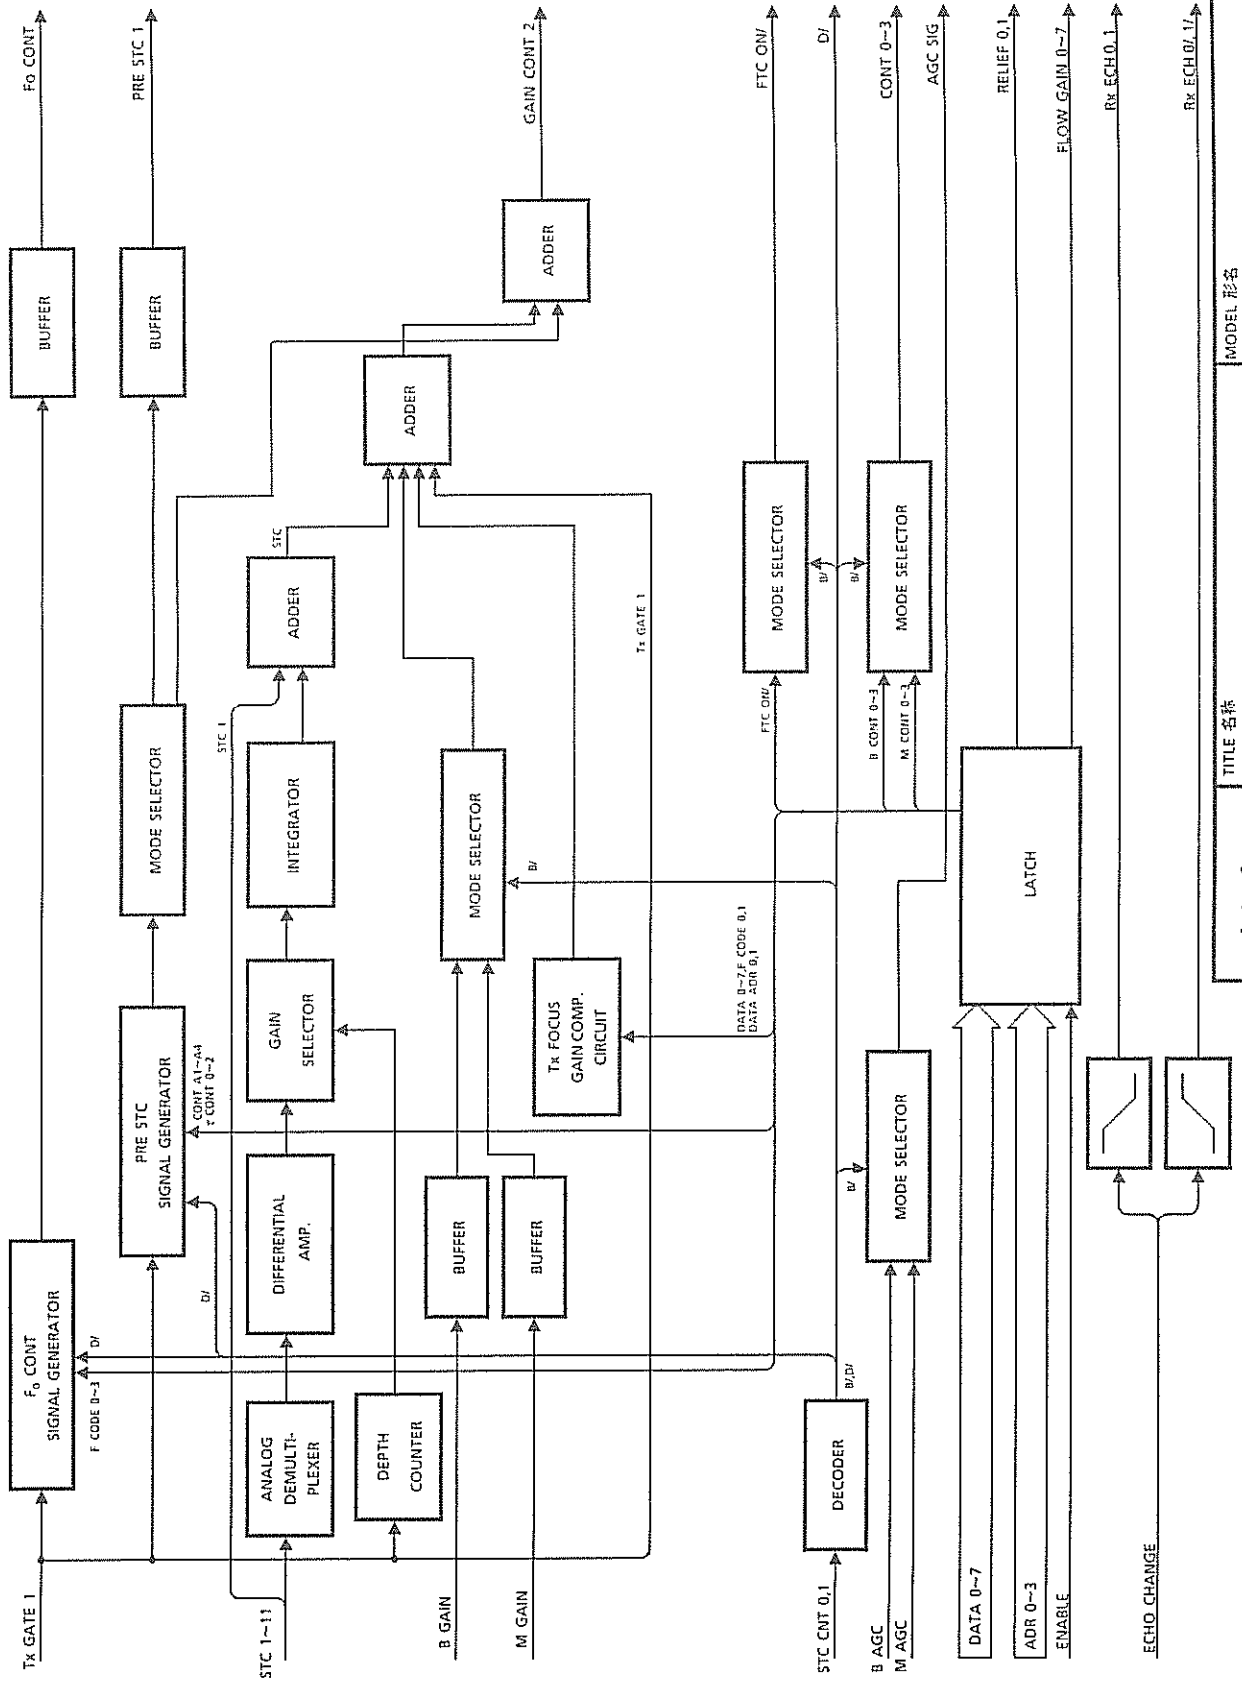 Tx GATE 1
F₀ CONT
SIGNAL GENERATOR
BUFFER
Fo CONT
F CODE 0~3
D/
D/
PRE STC
SIGNAL GENERATOR
MODE SELECTOR
BUFFER
PRE STC 1
CONT A1~A4
γ CONT 0~2
STC 1~11
STC 1
ANALOG
DEMULTI-
PLEXER
DIFFERENTIAL
AMP.
GAIN
SELECTOR
INTEGRATOR
ADDER
STC
DEPTH
COUNTER
ADDER
ADDER
GAIN CONT 2
B GAIN
BUFFER
MODE SELECTOR
M GAIN
BUFFER
B/
Tx FOCUS
GAIN COMP.
CIRCUIT
Tx GATE 1
DATA 0~7,F CODE 0,1
DATA ADR 0,1
FTC ON/
MODE SELECTOR
FTC ON/
STC CNT 0,1
DECODER
B/,D/
B/
B/
D/
B CONT 0~3
M CONT 0~3
MODE SELECTOR
CONT 0~3
B AGC
M AGC
B/
MODE SELECTOR
AGC SIG
DATA 0~7
ADR 0~3
ENABLE
LATCH
RELIEF 0,1
FLOW GAIN 0~7
ECHO CHANGE
Rx ECH 0, 1
Rx ECH 0/, 1/
TITLE 名称
MODEL 形名